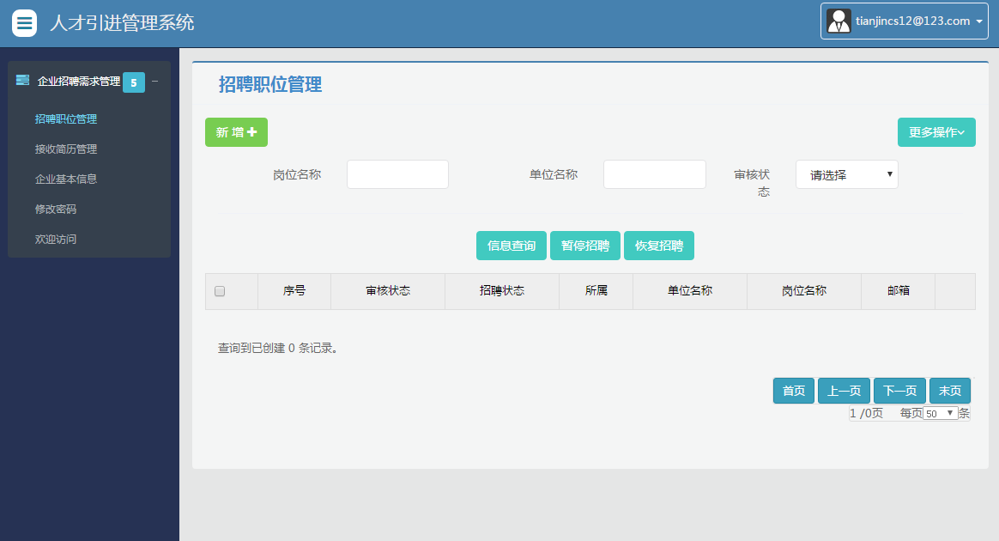 人才引进管理系统
tianjincs12@123.com
企业招聘需求管理 5
招聘职位管理
接收简历管理
企业基本信息
修改密码
欢迎访问
招聘职位管理
新 增
更多操作
岗位名称
单位名称
审核状
态
请选择
信息查询 暂停招聘 恢复招聘
序号 审核状态 招聘状态 所属 单位名称 岗位名称 邮箱
查询到已创建 0 条记录。
首页 上一页 下一页 末页
1 /0页 每页 50 条